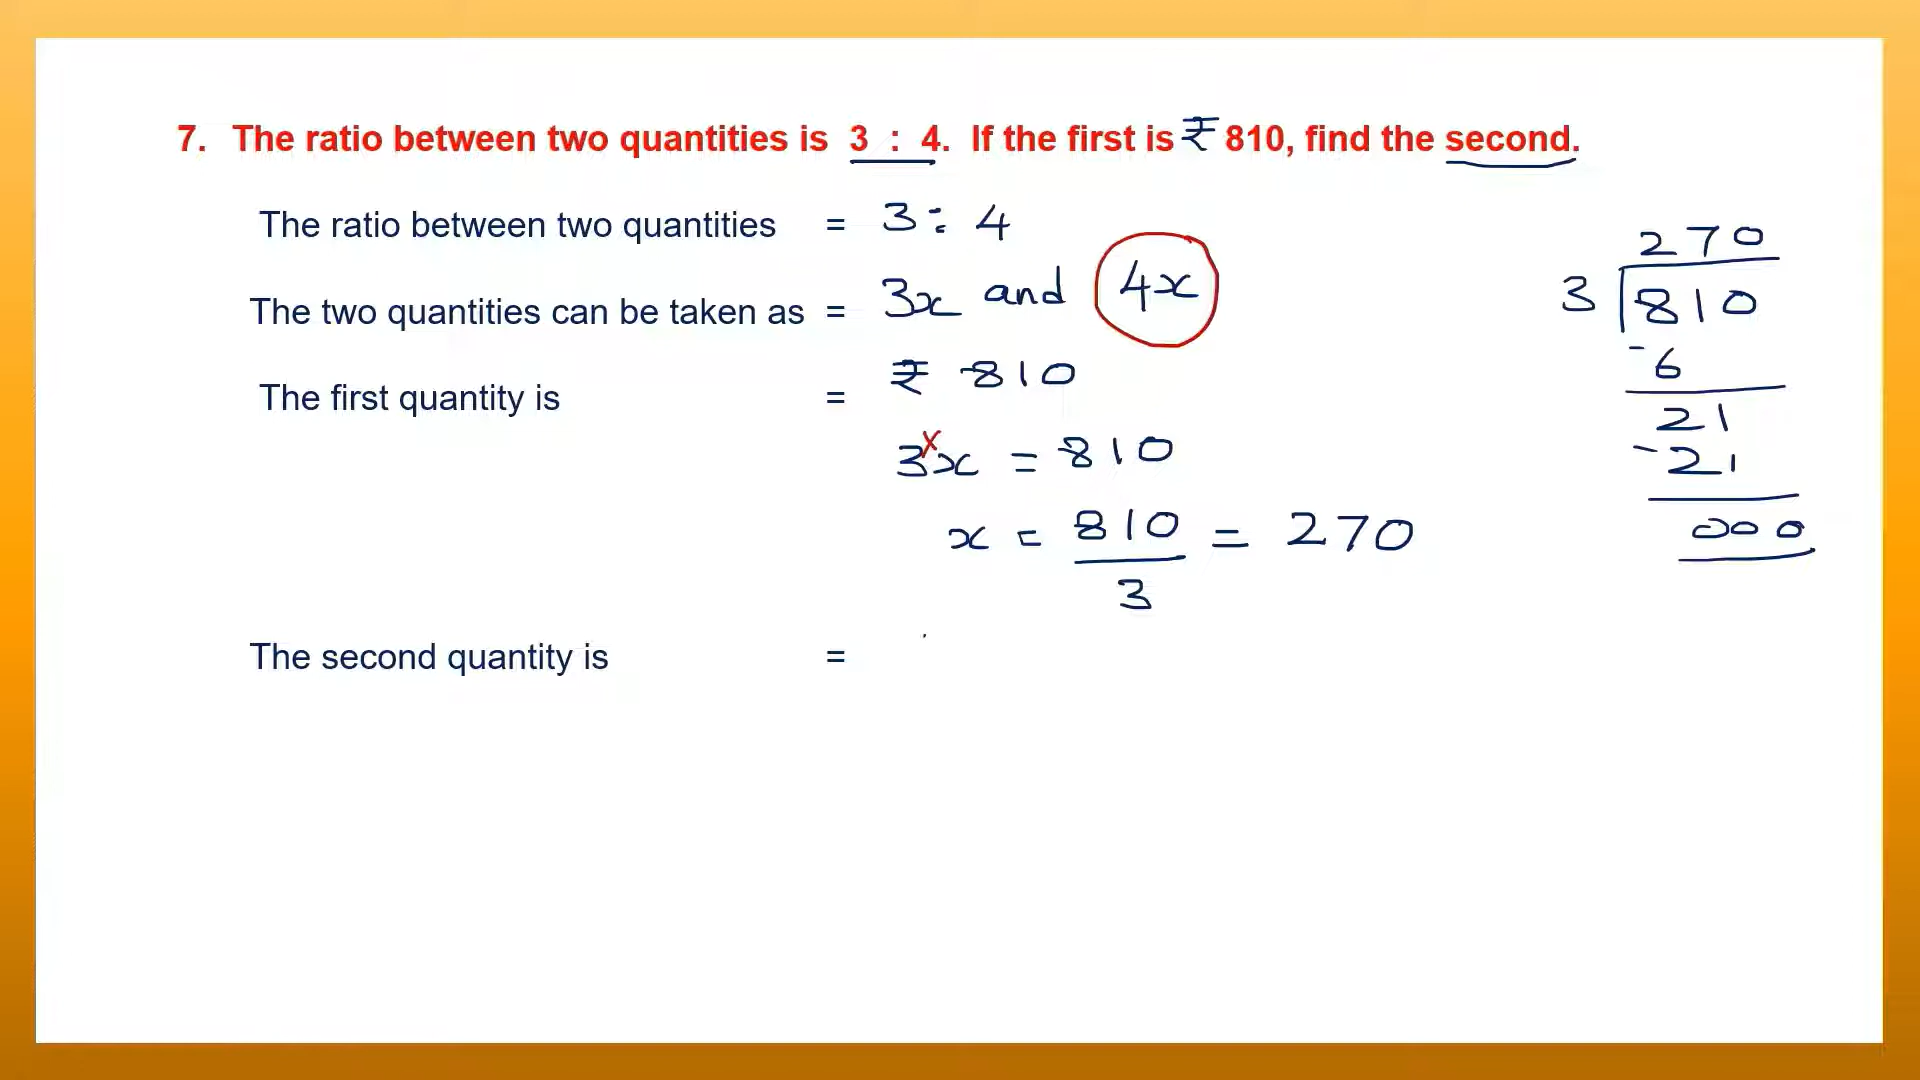 7. The ratio between two quantities is 3 : 4. If the first is ₹ 810, find the second.
The ratio between two quantities = 3 : 4
The two quantities can be taken as = 3x and 4x
The first quantity is = ₹ 810
3 × x = 810
x = 810 / 3 = 270
The second quantity is =
270
3 810
- 6
21
- 21
000